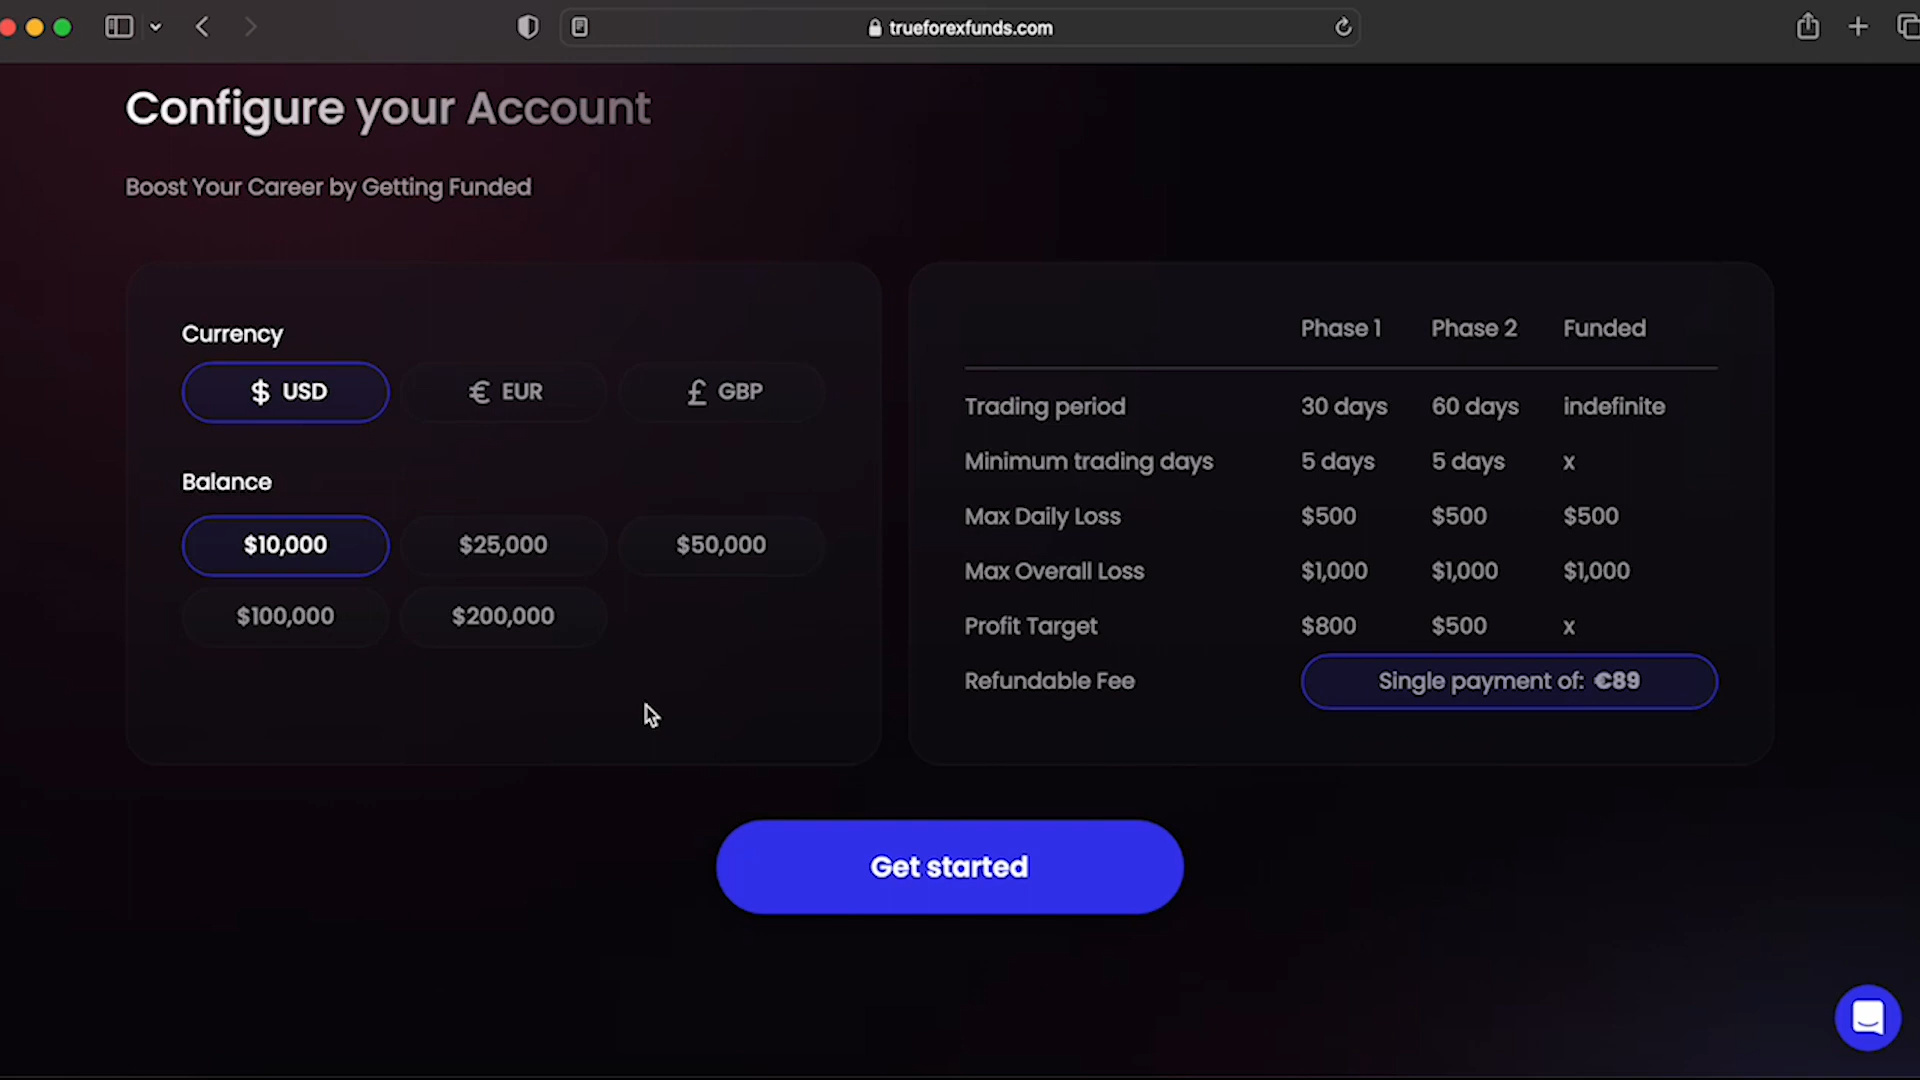 trueforexfunds.com
Configure your Account
Boost Your Career by Getting Funded
Currency
$ USD € EUR £ GBP
Balance
$10,000 $25,000 $50,000
$100,000 $200,000
Phase 1 Phase 2 Funded
Trading period 30 days 60 days indefinite
Minimum trading days 5 days 5 days x
Max Daily Loss $500 $500 $500
Max Overall Loss $1,000 $1,000 $1,000
Profit Target $800 $500 x
Refundable Fee Single payment of: €89
Get started